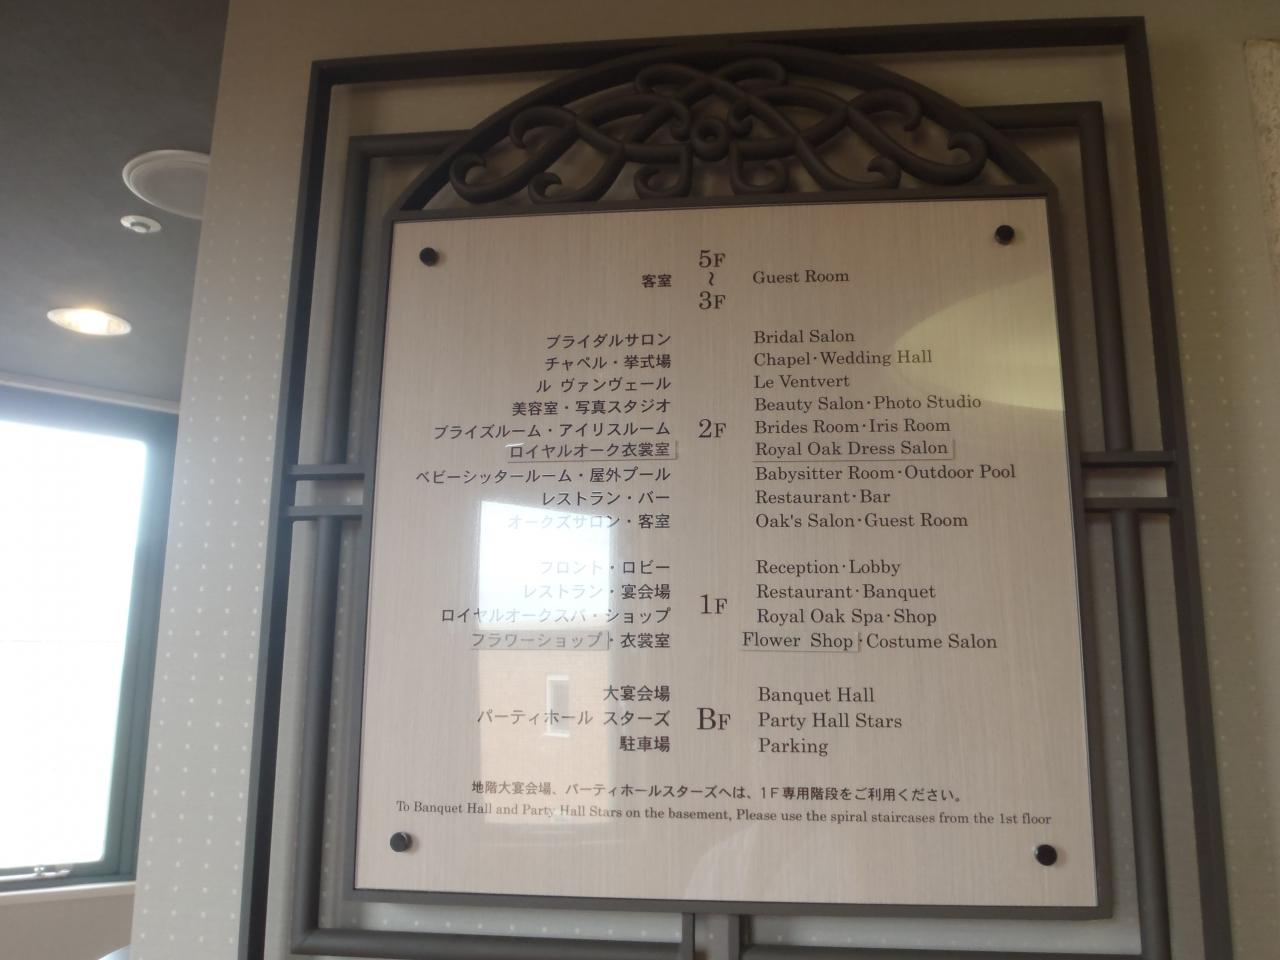 5F
客室 ~ Guest Room
3F
ブライダルサロン Bridal Salon
チャペル・挙式場 Chapel・Wedding Hall
ル ヴァンヴェール Le Ventvert
美容室・写真スタジオ Beauty Salon・Photo Studio
ブライズルーム・アイリスルーム 2F Brides Room・Iris Room
ロイヤルオーク衣裳室 Royal Oak Dress Salon
ベビーシッタールーム・屋外プール Babysitter Room・Outdoor Pool
レストラン・バー Restaurant・Bar
オークズサロン・客室 Oak's Salon・Guest Room
フロント・ロビー Reception・Lobby
レストラン・宴会場 Restaurant・Banquet
ロイヤルオークスパ・ショップ 1F Royal Oak Spa・Shop
フラワーショップ・衣裳室 Flower Shop・Costume Salon
大宴会場 Banquet Hall
パーティホール スターズ BF Party Hall Stars
駐車場 Parking
地階大宴会場、パーティホールスターズへは、1F専用階段をご利用ください。
To Banquet Hall and Party Hall Stars on the basement, Please use the spiral staircases from the 1st floor